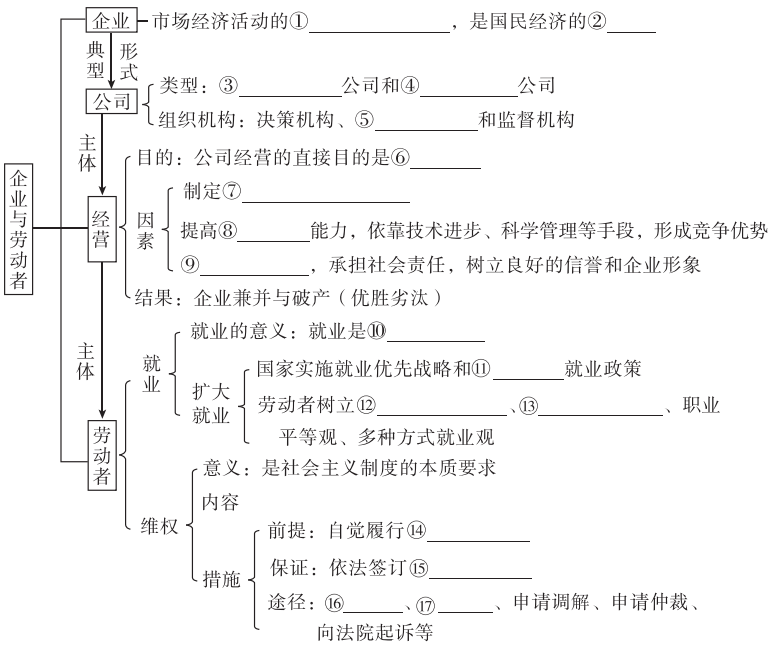 企业
市场经济活动的①______，是国民经济的②____
典型 形式
公司
类型：③______公司和④______公司
组织机构：决策机构、⑤______和监督机构
主体
目的：公司经营的直接目的是⑥____
企业与劳动者
经营
因素
制定⑦______
提高⑧____能力，依靠技术进步、科学管理等手段，形成竞争优势
⑨______，承担社会责任，树立良好的信誉和企业形象
结果：企业兼并与破产（优胜劣汰）
主体
就业
就业的意义：就业是⑩______
扩大就业
国家实施就业优先战略和⑪____就业政策
劳动者树立⑫______、⑬______、职业
平等观、多种方式就业观
劳动者
维权
意义：是社会主义制度的本质要求
内容
措施
前提：自觉履行⑭______
保证：依法签订⑮______
途径：⑯____、⑰____、申请调解、申请仲裁、
向法院起诉等